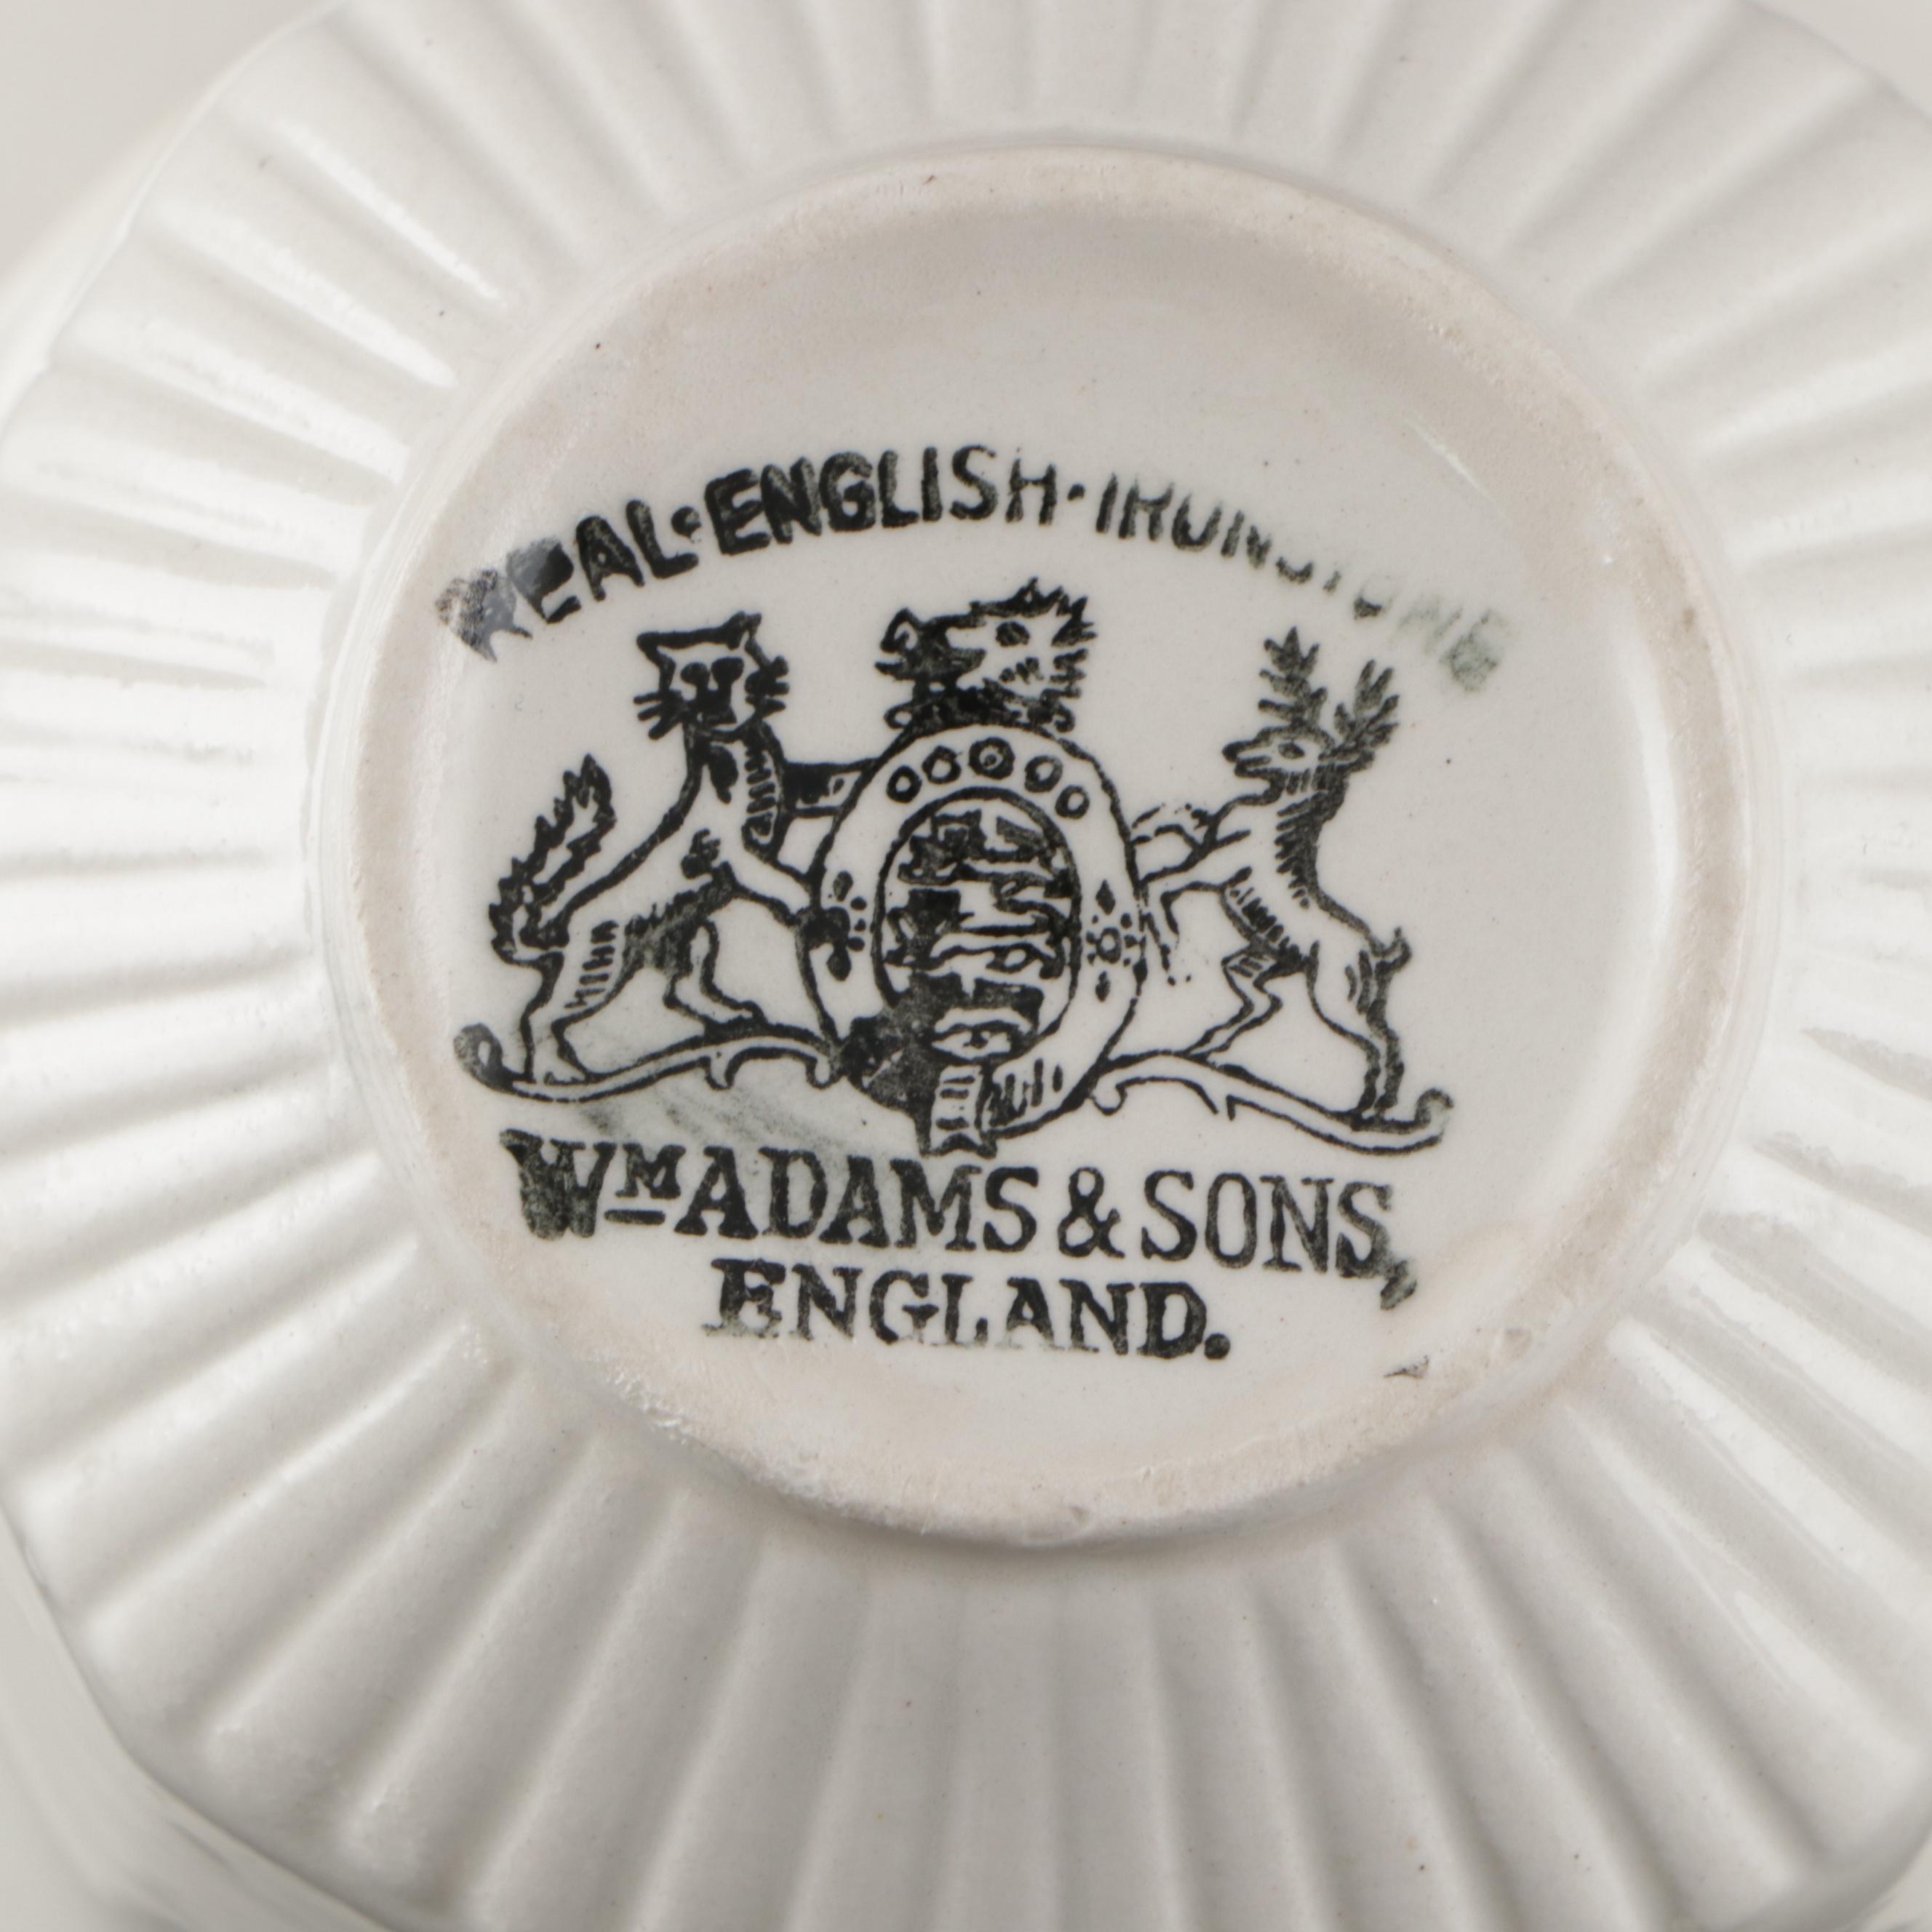 REAL·ENGLISH·IRONSTONE
WM ADAMS & SONS,
ENGLAND.